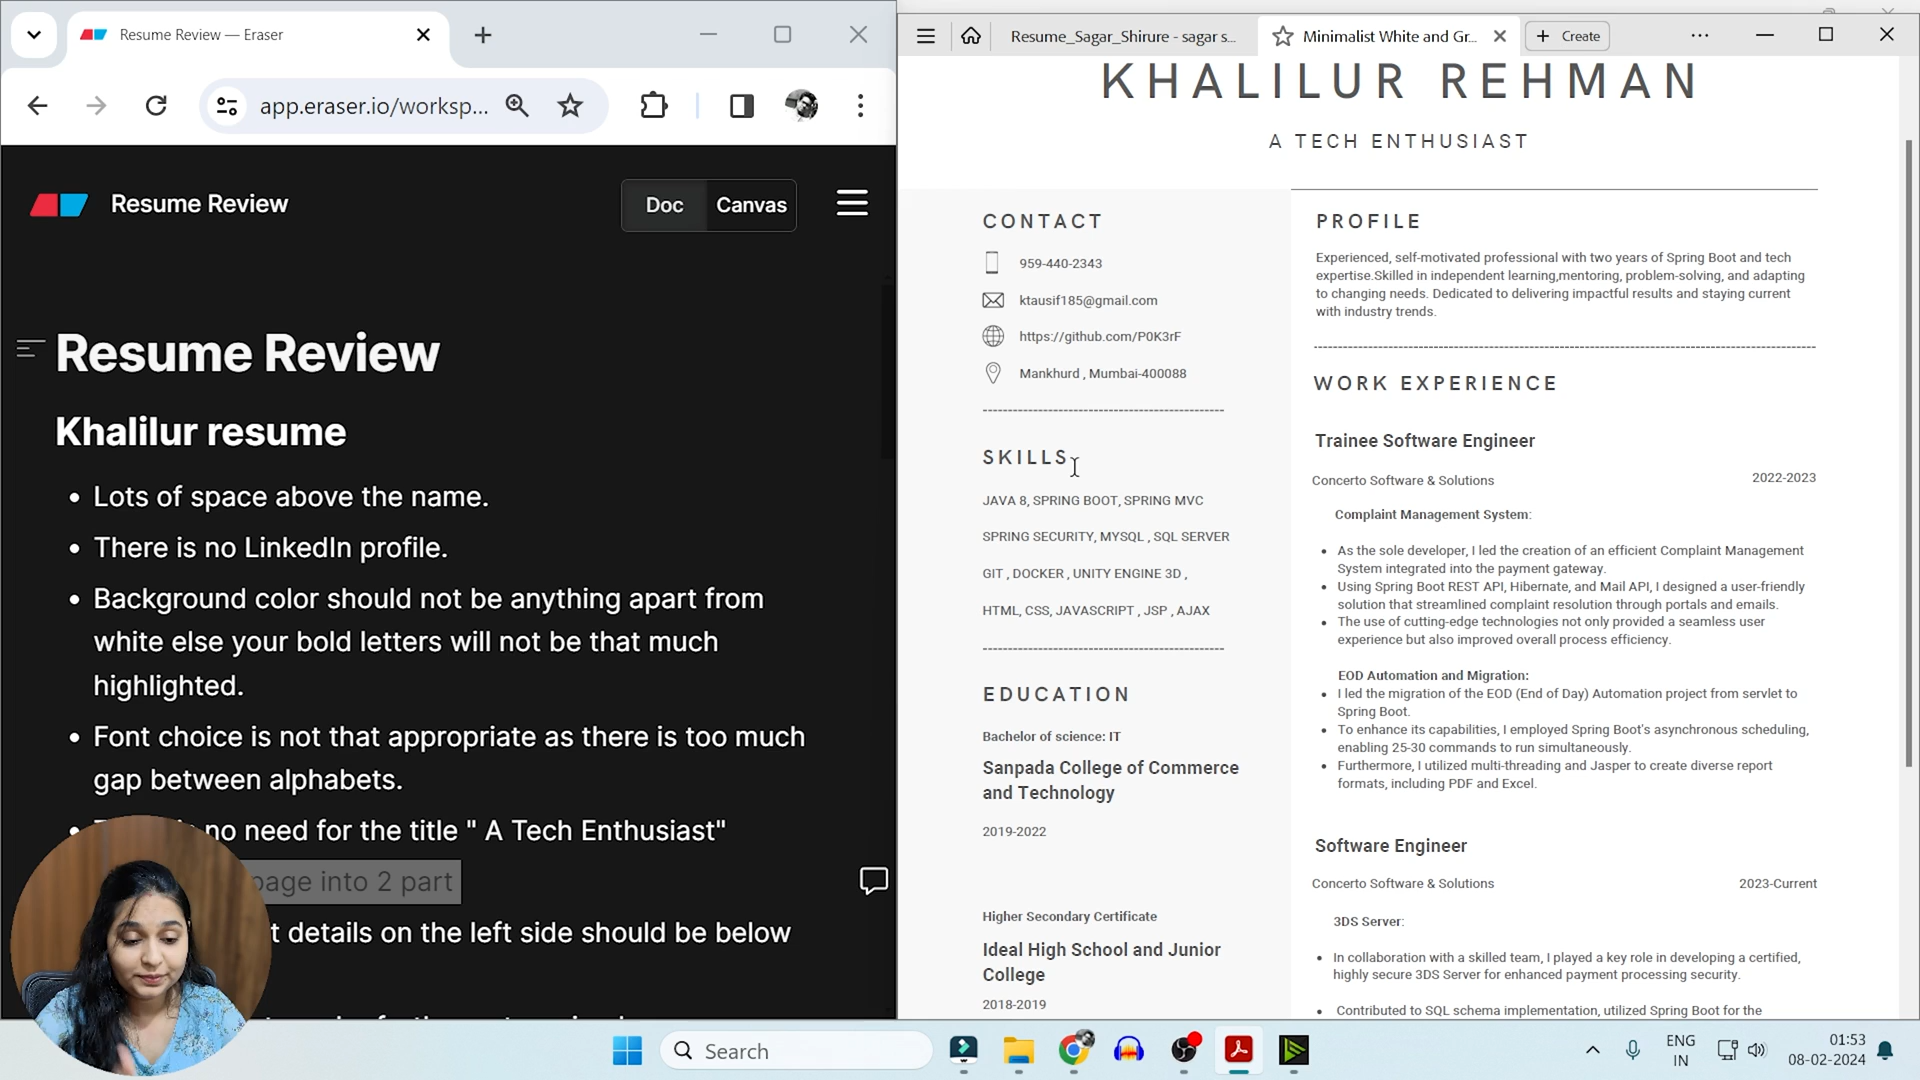 Resume Review — Eraser
app.eraser.io/worksp...
Resume Review
Doc
Canvas
Resume Review
Khalilur resume
• Lots of space above the name.
• There is no LinkedIn profile.
• Background color should not be anything apart from
white else your bold letters will not be that much
highlighted.
• Font choice is not that appropriate as there is too much
gap between alphabets.
no need for the title " A Tech Enthusiast"
page into 2 part
t details on the left side should be below
Resume_Sagar_Shirure - sagar s...
Minimalist White and Gr...
Create
KHALILUR REHMAN
A TECH ENTHUSIAST
CONTACT
959-440-2343
ktausif185@gmail.com
https://github.com/P0K3rF
Mankhurd , Mumbai-400088
SKILLS
JAVA 8, SPRING BOOT, SPRING MVC
SPRING SECURITY, MYSQL , SQL SERVER
GIT , DOCKER , UNITY ENGINE 3D ,
HTML, CSS, JAVASCRIPT , JSP , AJAX
EDUCATION
Bachelor of science: IT
Sanpada College of Commerce
and Technology
2019-2022
Higher Secondary Certificate
Ideal High School and Junior
College
2018-2019
PROFILE
Experienced, self-motivated professional with two years of Spring Boot and tech
expertise.Skilled in independent learning,mentoring, problem-solving, and adapting
to changing needs. Dedicated to delivering impactful results and staying current
with industry trends.
WORK EXPERIENCE
Trainee Software Engineer
Concerto Software & Solutions 2022-2023
Complaint Management System:
• As the sole developer, I led the creation of an efficient Complaint Management
System integrated into the payment gateway.
• Using Spring Boot REST API, Hibernate, and Mail API, I designed a user-friendly
solution that streamlined complaint resolution through portals and emails.
• The use of cutting-edge technologies not only provided a seamless user
experience but also improved overall process efficiency.
EOD Automation and Migration:
• I led the migration of the EOD (End of Day) Automation project from servlet to
Spring Boot.
• To enhance its capabilities, I employed Spring Boot's asynchronous scheduling,
enabling 25-30 commands to run simultaneously.
• Furthermore, I utilized multi-threading and Jasper to create diverse report
formats, including PDF and Excel.
Software Engineer
Concerto Software & Solutions 2023-Current
3DS Server:
• In collaboration with a skilled team, I played a key role in developing a certified,
highly secure 3DS Server for enhanced payment processing security.
• Contributed to SQL schema implementation, utilized Spring Boot for the
Search
ENG
IN
01:53
08-02-2024